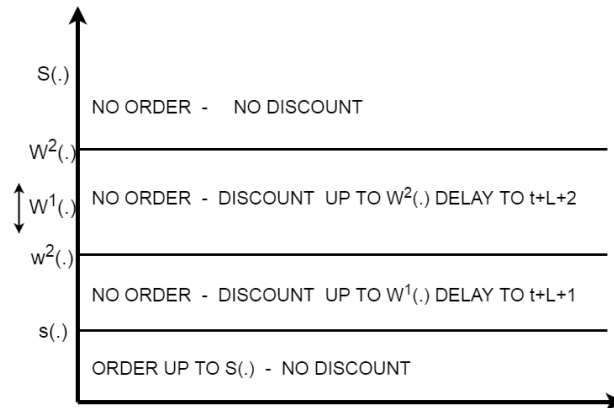 S(.)
NO ORDER - NO DISCOUNT
W²(.)
NO ORDER - DISCOUNT UP TO W²(.) DELAY TO t+L+2
W¹(.)
w²(.)
NO ORDER - DISCOUNT UP TO W¹(.) DELAY TO t+L+1
s(.)
ORDER UP TO S(.) - NO DISCOUNT